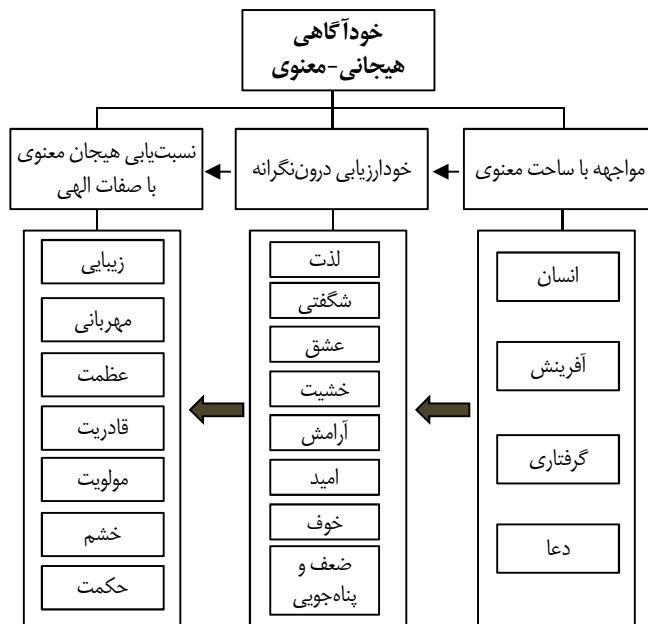 خودآگاهی
هیجانی-معنوی
مواجهه با ساحت معنوی
خودارزیابی درون‌نگرانه
نسبت‌یابی هیجان معنوی
با صفات الهی
انسان
آفرینش
گرفتاری
دعا
لذت
شگفتی
عشق
خشیت
آرامش
امید
خوف
ضعف و
پناه‌جویی
زیبایی
مهربانی
عظمت
قادریت
مولویت
خشم
حکمت